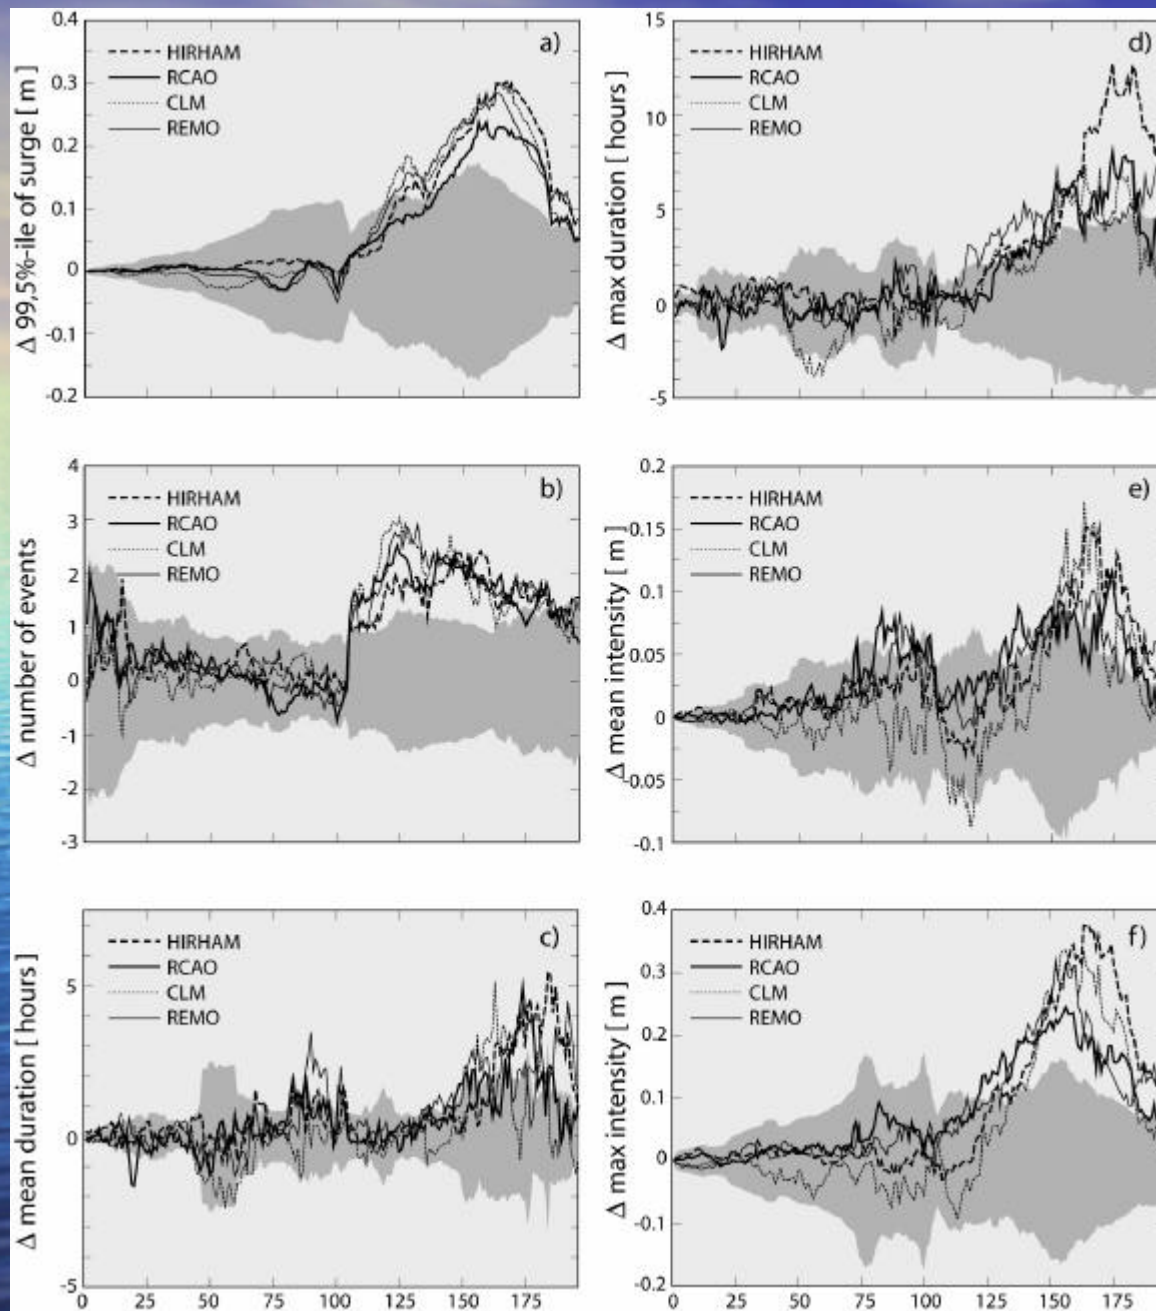 a)
HIRHAM
RCAO
CLM
REMO
Δ 99,5%-ile of surge [ m ]
0.4
0.3
0.2
0.1
0
-0.1
-0.2
d)
HIRHAM
RCAO
CLM
REMO
Δ max duration [ hours ]
15
10
5
0
-5
b)
HIRHAM
RCAO
CLM
REMO
Δ number of events
4
3
2
1
0
-1
-2
-3
e)
HIRHAM
RCAO
CLM
REMO
Δ mean intensity [ m ]
0.2
0.15
0.1
0.05
0
-0.05
-0.1
c)
HIRHAM
RCAO
CLM
REMO
Δ mean duration [ hours ]
5
0
-5
0 25 50 75 100 125 150 175
f)
HIRHAM
RCAO
CLM
REMO
Δ max intensity [ m ]
0.4
0.3
0.2
0.1
0
-0.1
-0.2
0 25 50 75 100 125 150 175